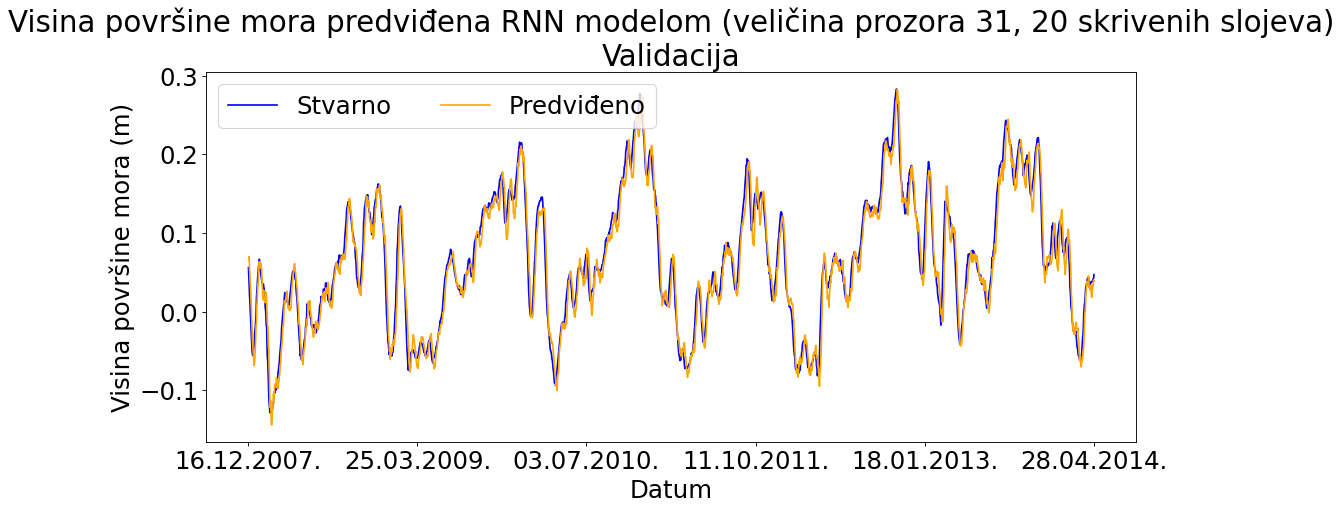 Visina površine mora predviđena RNN modelom (veličina prozora 31, 20 skrivenih slojeva)
Validacija
Stvarno Predviđeno
Visina površine mora (m)
0.3
0.2
0.1
0.0
−0.1
16.12.2007. 25.03.2009. 03.07.2010. 11.10.2011. 18.01.2013. 28.04.2014.
Datum